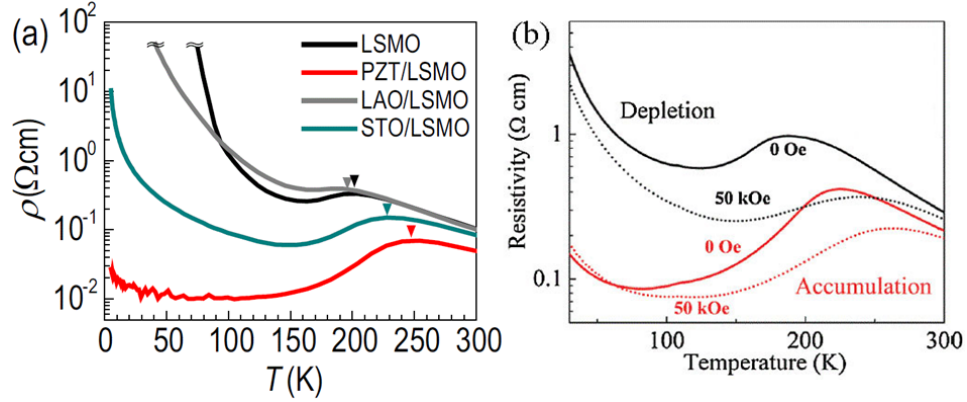 (a)
LSMO
PZT/LSMO
LAO/LSMO
STO/LSMO
ρ(Ωcm)
10²
10¹
10⁰
10⁻¹
10⁻²
0 50 100 150 200 250 300
T (K)
(b)
Depletion
0 Oe
50 kOe
0 Oe
Accumulation
50 kOe
Resistivity (Ω cm)
1
0.1
100 200 300
Temperature (K)